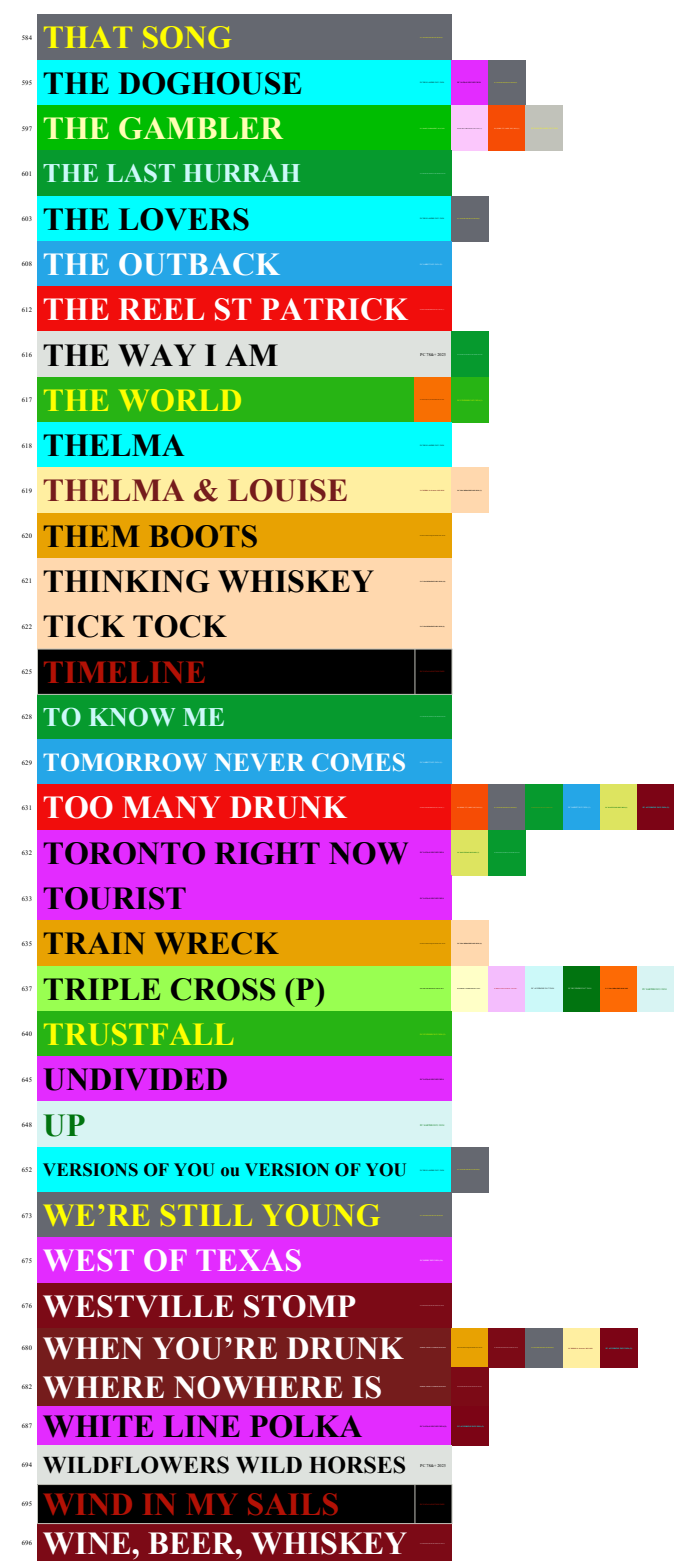 584 THAT SONG
595 THE DOGHOUSE
597 THE GAMBLER
601 THE LAST HURRAH
603 THE LOVERS
608 THE OUTBACK
612 THE REEL ST PATRICK
616 THE WAY I AM
617 THE WORLD
618 THELMA
619 THELMA & LOUISE
620 THEM BOOTS
621 THINKING WHISKEY
622 TICK TOCK
625 TIMELINE
628 TO KNOW ME
629 TOMORROW NEVER COMES
631 TOO MANY DRUNK
632 TORONTO RIGHT NOW
633 TOURIST
635 TRAIN WRECK
637 TRIPLE CROSS (P)
640 TRUSTFALL
645 UNDIVIDED
648 UP
652 VERSIONS OF YOU ou VERSION OF YOU
673 WE’RE STILL YOUNG
675 WEST OF TEXAS
676 WESTVILLE STOMP
680 WHEN YOU’RE DRUNK
682 WHERE NOWHERE IS
687 WHITE LINE POLKA
694 WILDFLOWERS WILD HORSES
695 WIND IN MY SAILS
696 WINE, BEER, WHISKEY